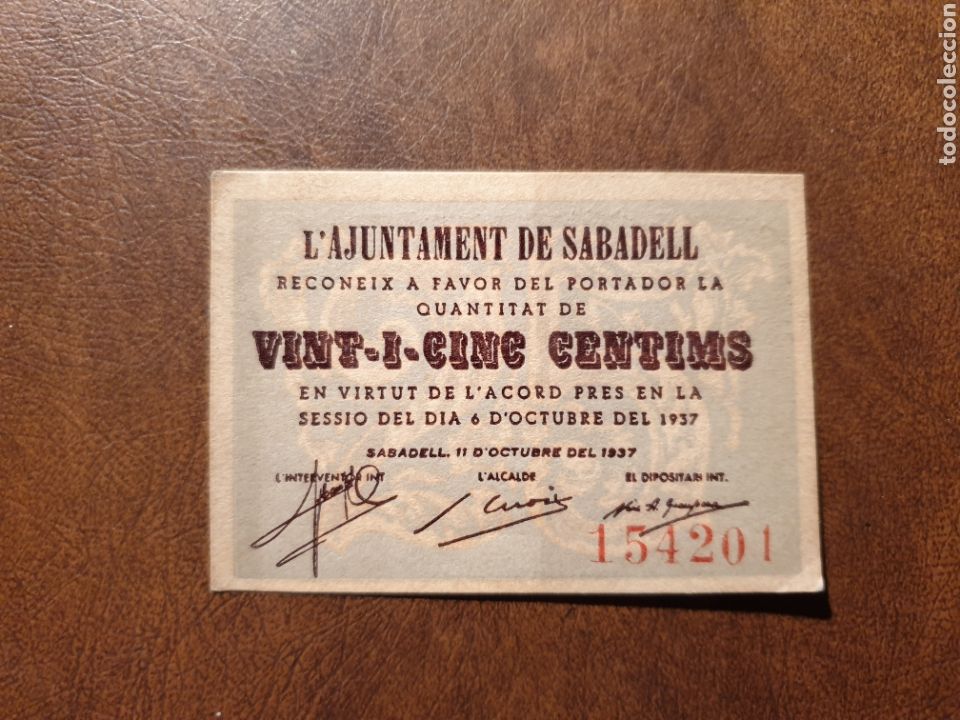 L'AJUNTAMENT DE SABADELL
RECONEIX A FAVOR DEL PORTADOR LA
QUANTITAT DE
VINT-I-CINC CENTIMS
EN VIRTUT DE L'ACORD PRES EN LA
SESSIO DEL DIA 6 D'OCTUBRE DEL 1937
SABADELL, 11 D'OCTUBRE DEL 1937
L'INTERVENTOR INT L'ALCALDE EL DIPOSITARI INT.
154201
todocoleccion